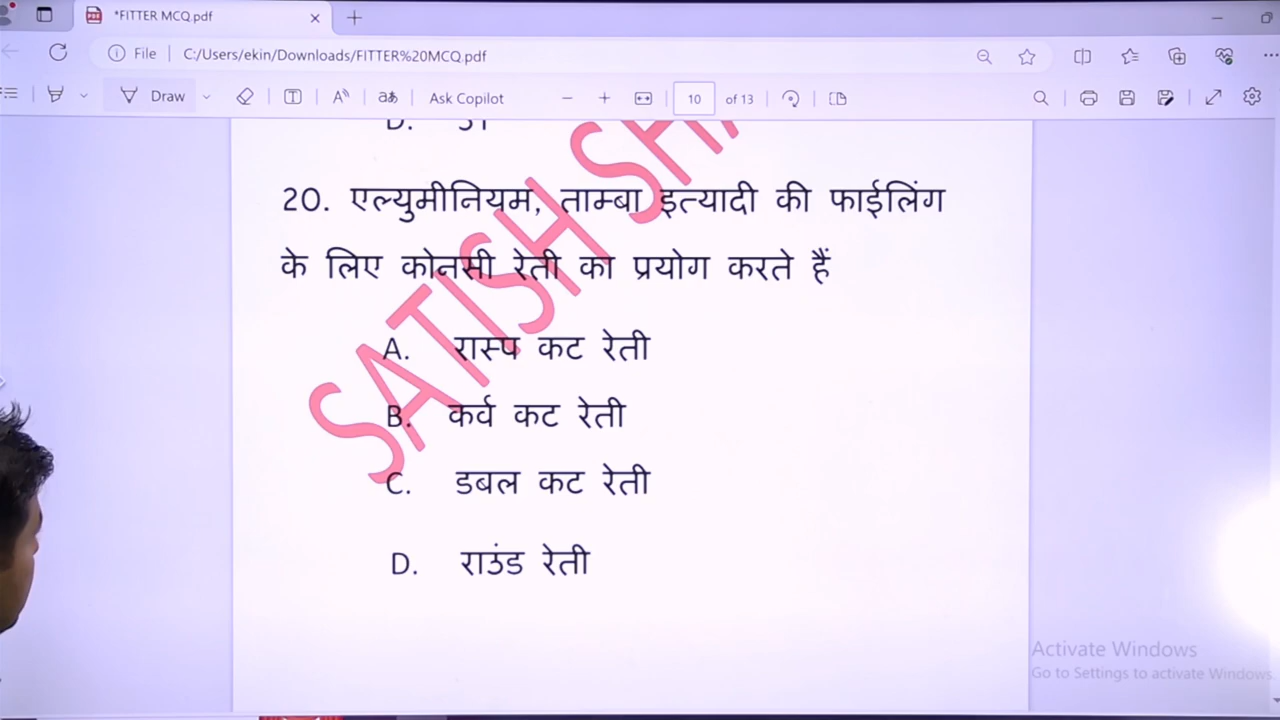 *FITTER MCQ.pdf
File
C:/Users/ekin/Downloads/FITTER%20MCQ.pdf
Draw
Ask Copilot
10 of 13
20. एल्युमीनियम, ताम्बा इत्यादी की फाईलिंग
के लिए कोनसी रेती का प्रयोग करते हैं
A. रास्प कट रेती
B. कर्व कट रेती
C. डबल कट रेती
D. राउंड रेती
SATISH
Activate Windows
Go to Settings to activate Windows.